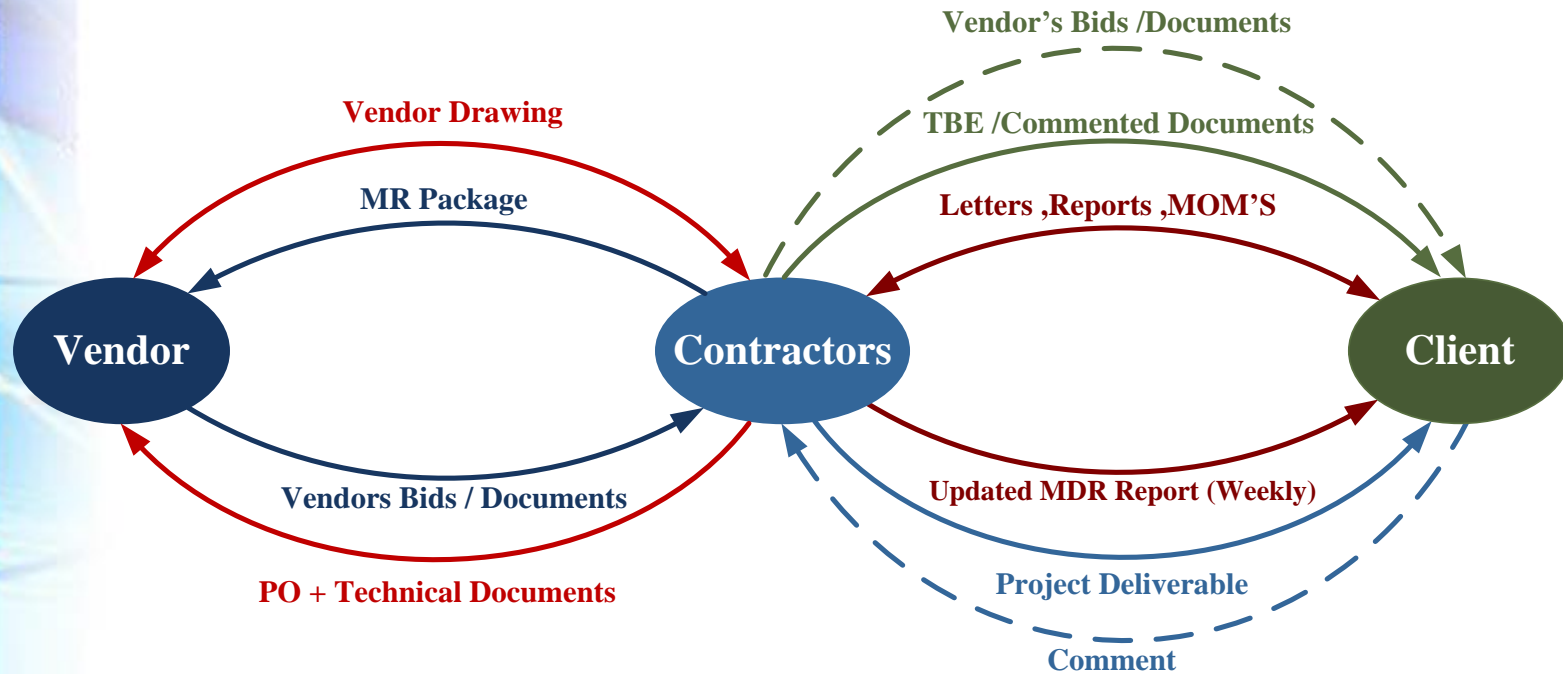 Vendor’s Bids /Documents
Vendor Drawing
TBE /Commented Documents
MR Package
Letters ,Reports ,MOM’S
Vendor
Contractors
Client
Vendors Bids / Documents
Updated MDR Report (Weekly)
PO + Technical Documents
Project Deliverable
Comment